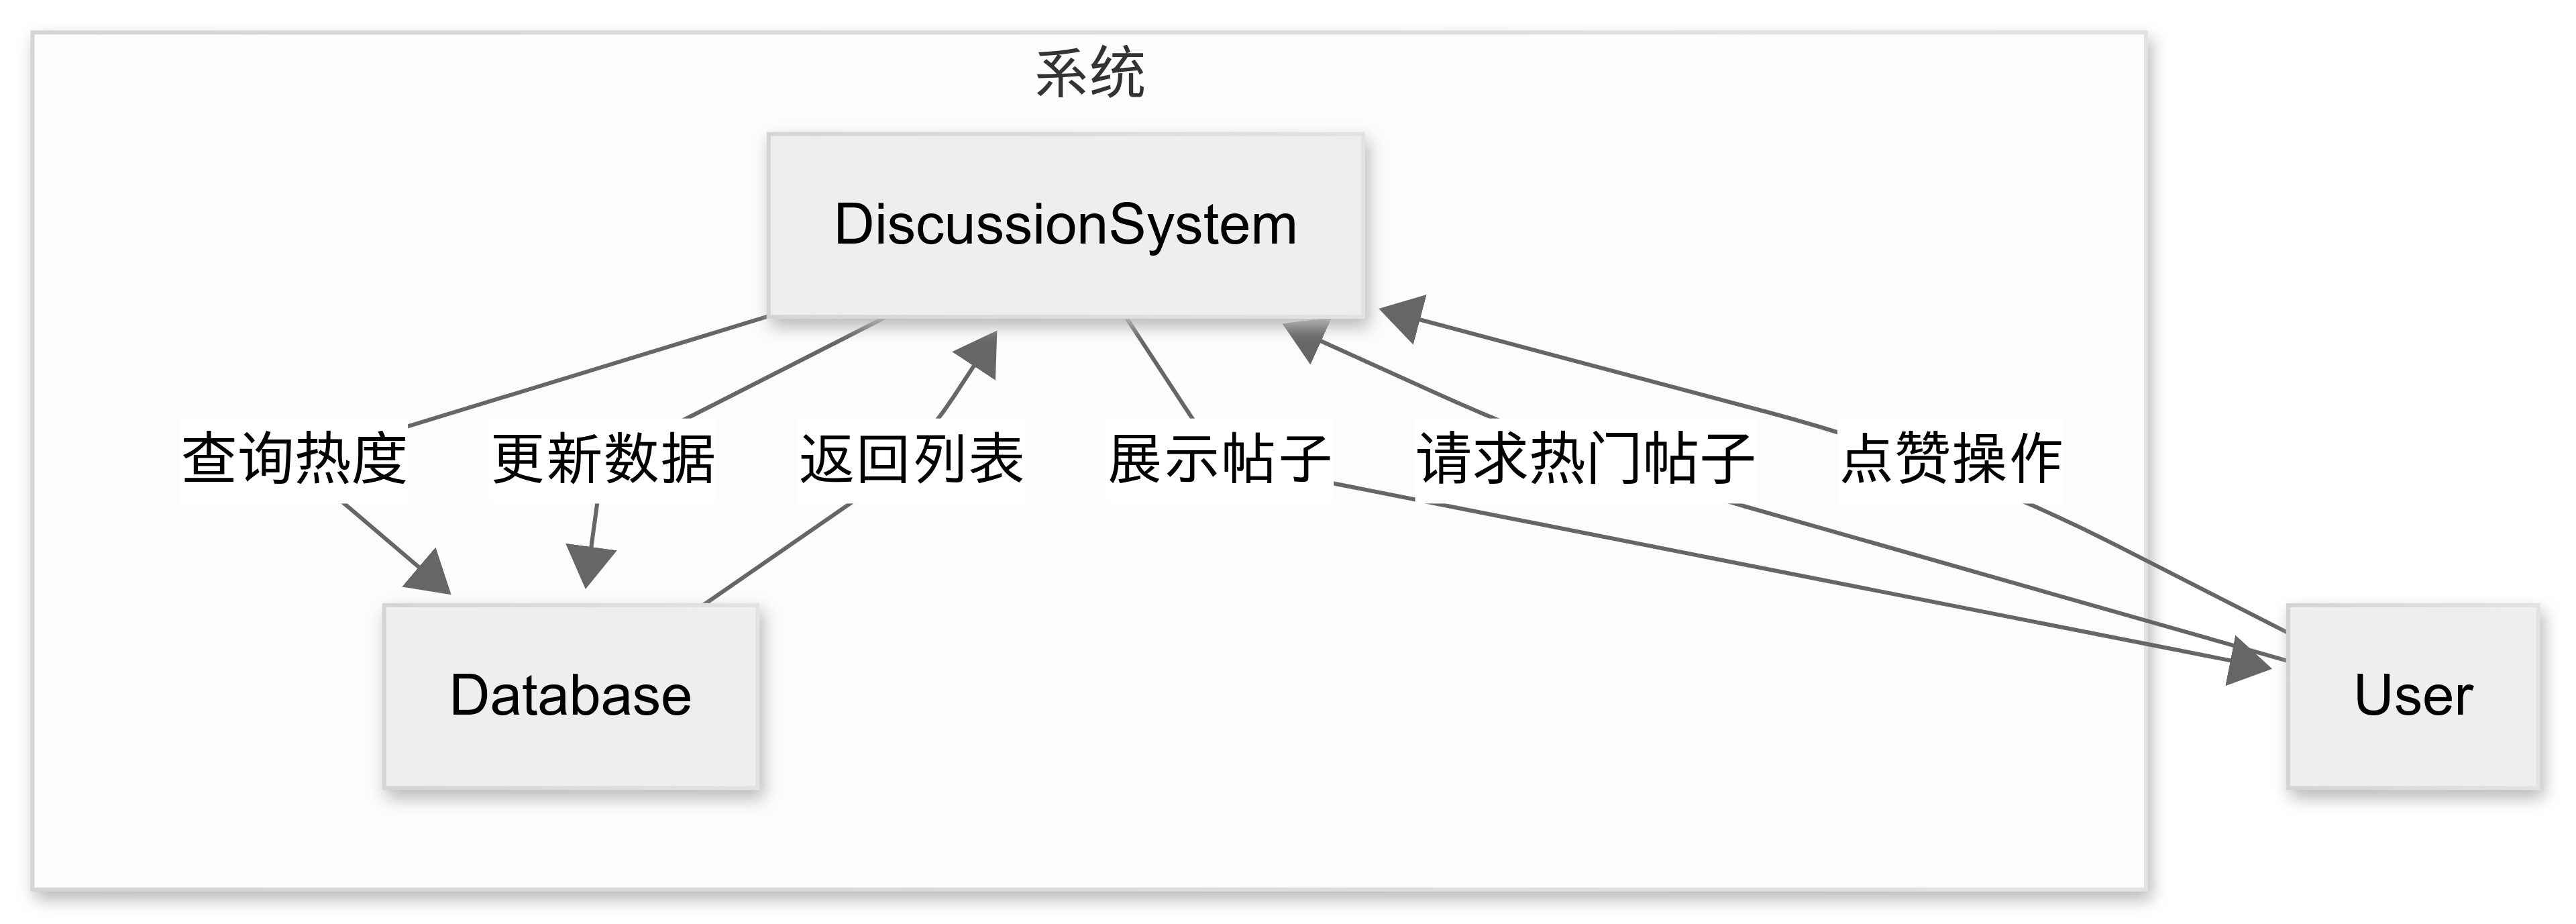 系统
DiscussionSystem
查询热度
更新数据
返回列表
展示帖子
请求热门帖子
点赞操作
Database
User